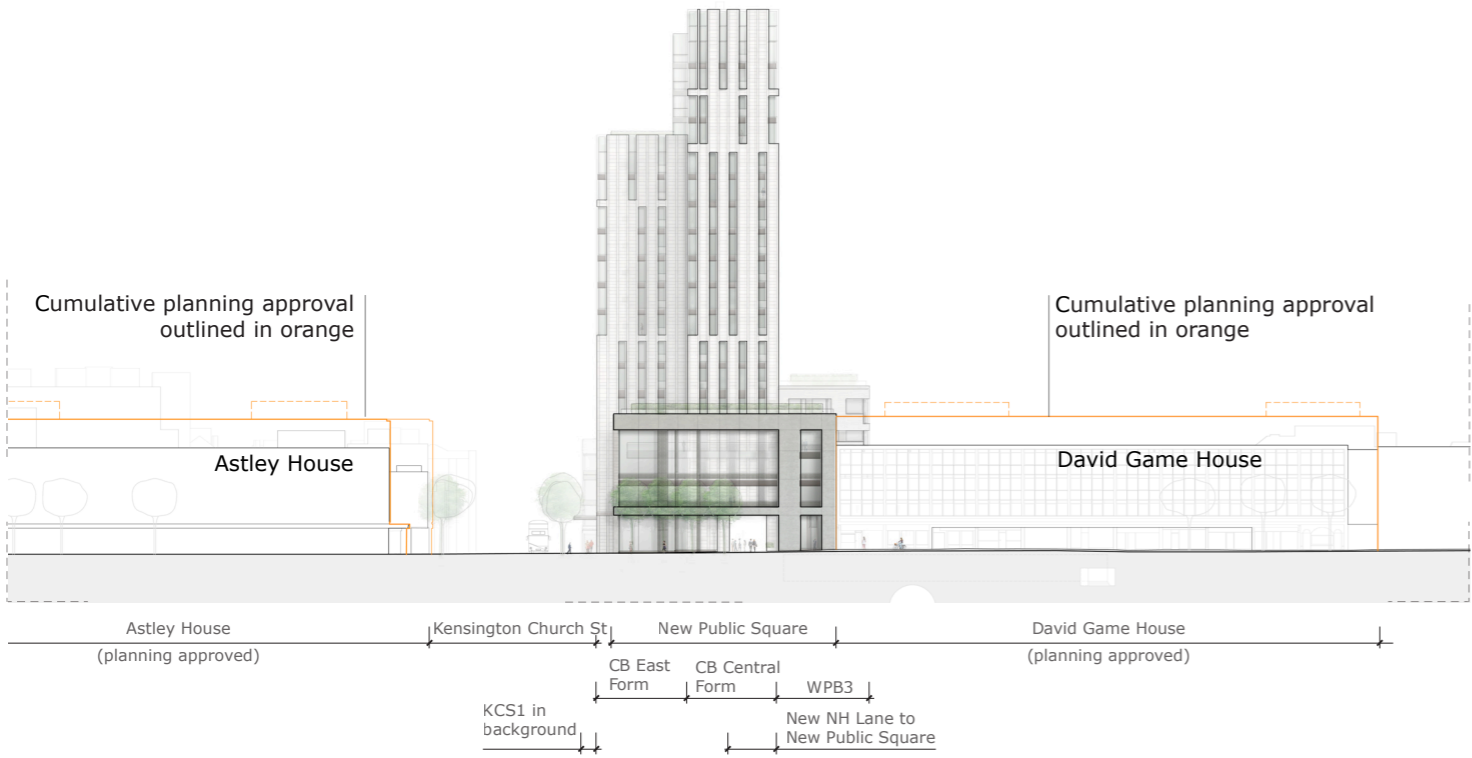 Cumulative planning approval
outlined in orange
Cumulative planning approval
outlined in orange
Astley House
David Game House
Astley House
(planning approved)
Kensington Church St
New Public Square
David Game House
(planning approved)
CB East
Form
CB Central
Form
WPB3
KCS1 in
background
New NH Lane to
New Public Square